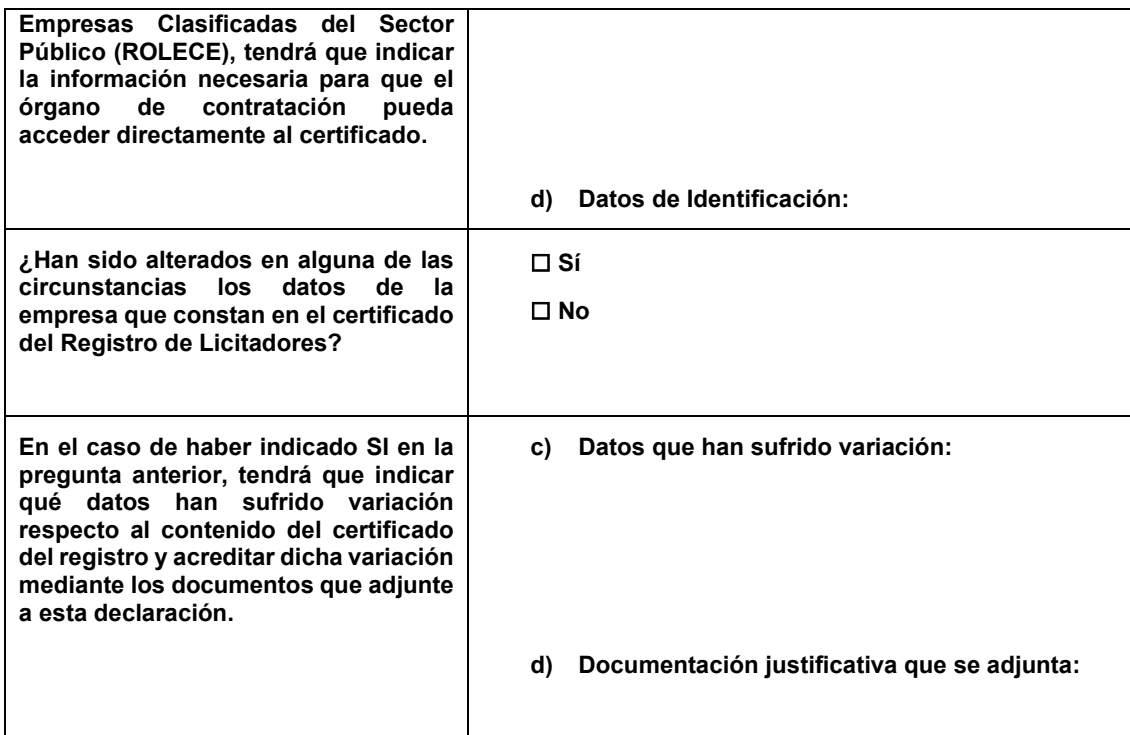 Empresas Clasificadas del Sector
Público (ROLECE), tendrá que indicar
la información necesaria para que el
órgano de contratación pueda
acceder directamente al certificado.
d) Datos de Identificación:
¿Han sido alterados en alguna de las
circunstancias los datos de la
empresa que constan en el certificado
del Registro de Licitadores?
☐ Sí
☐ No
En el caso de haber indicado SI en la
pregunta anterior, tendrá que indicar
qué datos han sufrido variación
respecto al contenido del certificado
del registro y acreditar dicha variación
mediante los documentos que adjunte
a esta declaración.
c) Datos que han sufrido variación:
d) Documentación justificativa que se adjunta: